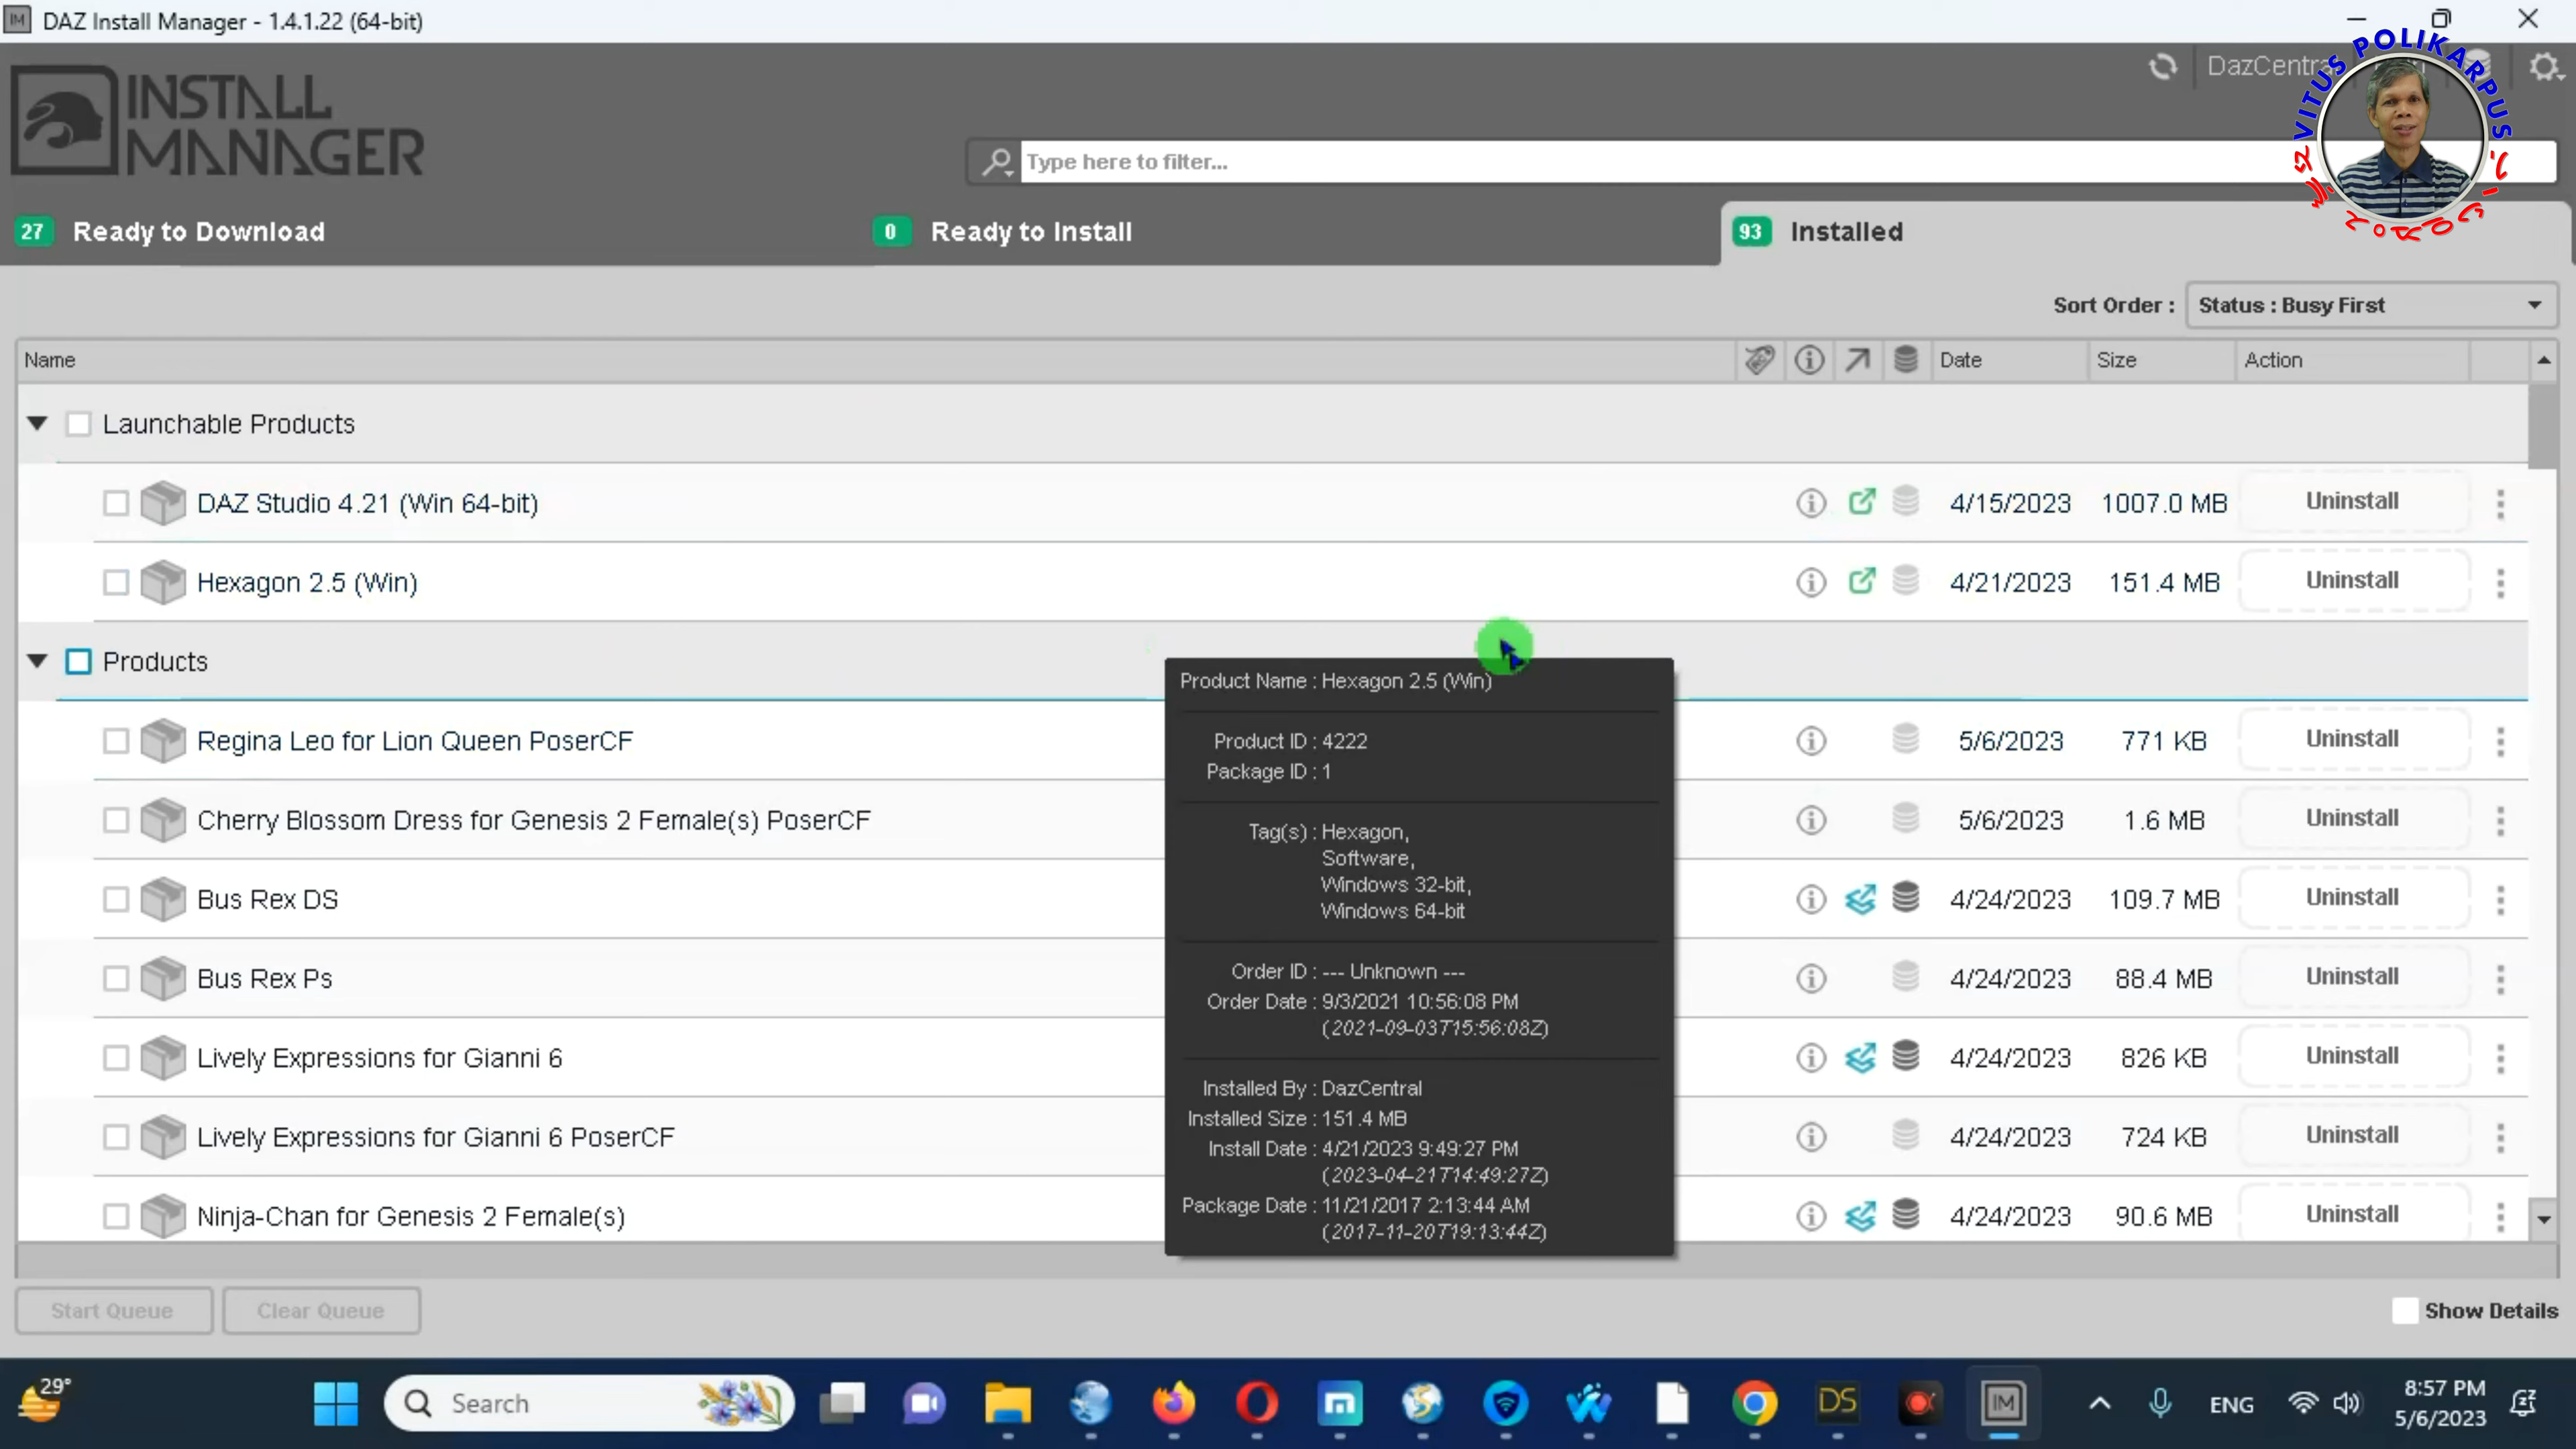 DAZ Install Manager - 1.4.1.22 (64-bit)
INSTALL
MANAGER
DazCentral
VITUS POLIKARPUS
Type here to filter...
27 Ready to Download
0 Ready to Install
93 Installed
Sort Order : Status : Busy First
Name Date Size Action
Launchable Products
DAZ Studio 4.21 (Win 64-bit) 4/15/2023 1007.0 MB Uninstall
Hexagon 2.5 (Win) 4/21/2023 151.4 MB Uninstall
Products
Regina Leo for Lion Queen PoserCF 5/6/2023 771 KB Uninstall
Cherry Blossom Dress for Genesis 2 Female(s) PoserCF 5/6/2023 1.6 MB Uninstall
Bus Rex DS 4/24/2023 109.7 MB Uninstall
Bus Rex Ps 4/24/2023 88.4 MB Uninstall
Lively Expressions for Gianni 6 4/24/2023 826 KB Uninstall
Lively Expressions for Gianni 6 PoserCF 4/24/2023 724 KB Uninstall
Ninja-Chan for Genesis 2 Female(s) 4/24/2023 90.6 MB Uninstall
Product Name : Hexagon 2.5 (Win)
Product ID : 4222
Package ID : 1
Tag(s) : Hexagon,
Software,
Windows 32-bit,
Windows 64-bit
Order ID : --- Unknown ---
Order Date : 9/3/2021 10:56:08 PM
(2021-09-03T15:56:08Z)
Installed By : DazCentral
Installed Size : 151.4 MB
Install Date : 4/21/2023 9:49:27 PM
(2023-04-21T14:49:27Z)
Package Date : 11/21/2017 2:13:44 AM
(2017-11-20T19:13:44Z)
Start Queue Clear Queue
Show Details
29°
Search
DS
IM
ENG
8:57 PM
5/6/2023